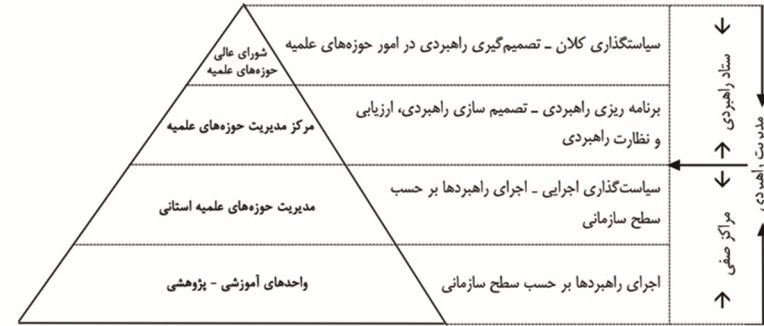 شورای عالی
حوزه‌های علمیه
سیاستگذاری کلان ـ تصمیم‌گیری راهبردی در امور حوزه‌های علمیه
مرکز مدیریت حوزه‌های علمیه
برنامه ریزی راهبردی ـ تصمیم سازی راهبردی، ارزیابی
و نظارت راهبردی
مدیریت حوزه‌های علمیه استانی
سیاست‌گذاری اجرایی ـ اجرای راهبردها بر حسب
سطح سازمانی
واحدهای آموزشی - پژوهشی
اجرای راهبردها بر حسب سطح سازمانی
ستاد راهبردی
مراکز صفی
مدیریت راهبردی